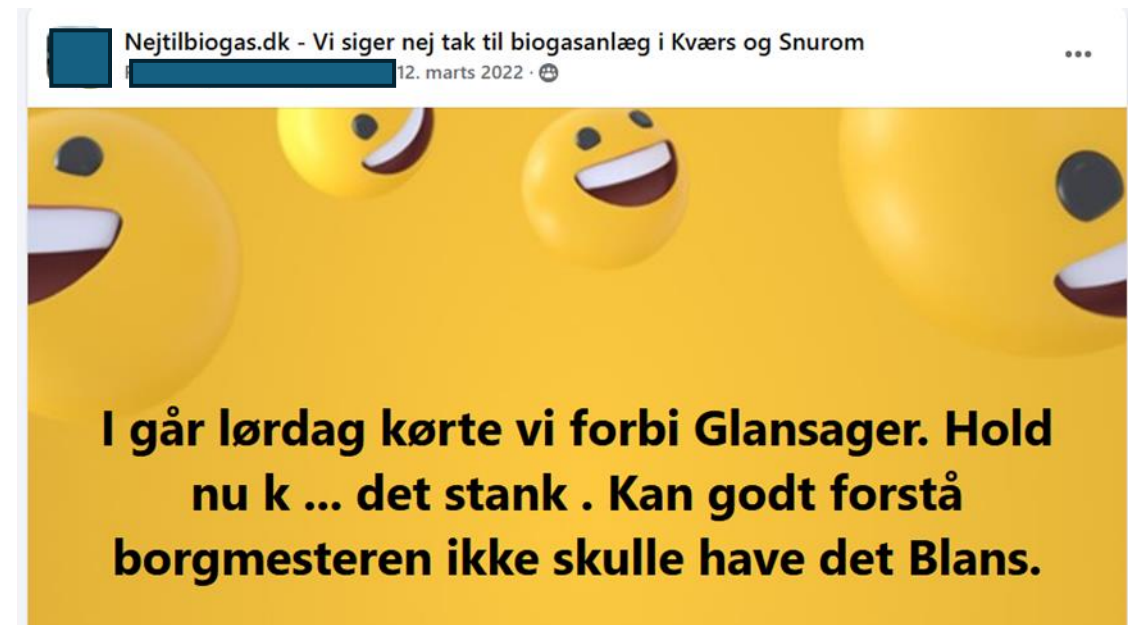 Nejtilbiogas.dk - Vi siger nej tak til biogasanlæg i Kværs og Snurom
12. marts 2022 ·
I går lørdag kørte vi forbi Glansager. Hold
nu k ... det stank . Kan godt forstå
borgmesteren ikke skulle have det Blans.